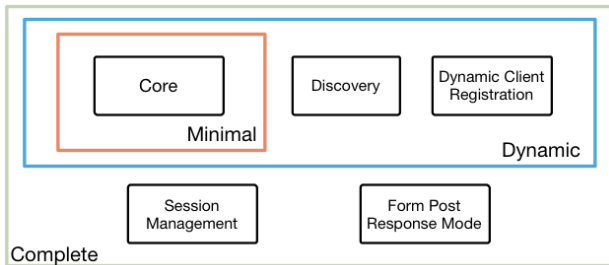 Core
Discovery
Dynamic Client
Registration
Minimal
Dynamic
Session
Management
Form Post
Response Mode
Complete